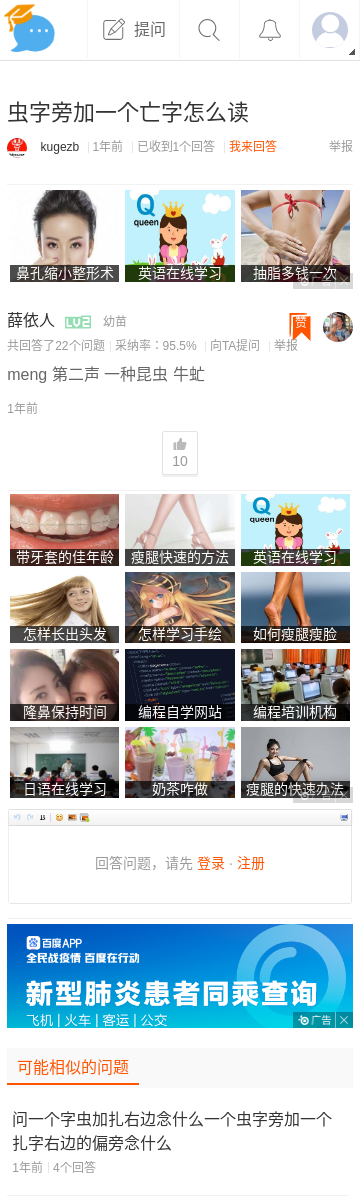 提问
虫字旁加一个亡字怎么读
kugezb 1年前 已收到1个回答 我来回答 举报
鼻孔缩小整形术 Q queen 英语在线学习 抽脂多钱一次
薛依人 LV2 幼苗 赞
共回答了22个问题 采纳率：95.5% 向TA提问 举报
meng 第二声 一种昆虫 牛虻
1年前
10
带牙套的佳年龄 瘦腿快速的方法 Q queen 英语在线学习
怎样长出头发 怎样学习手绘 如何瘦腿瘦脸
隆鼻保持时间 编程自学网站 编程培训机构
日语在线学习 奶茶咋做 瘦腿的快速办法
回答问题，请先 登录 · 注册
百度APP
全民战疫情 百度在行动
新型肺炎患者同乘查询
飞机 | 火车 | 客运 | 公交
广告
可能相似的问题
问一个字虫加扎右边念什么一个虫字旁加一个
扎字右边的偏旁念什么
1年前 4个回答